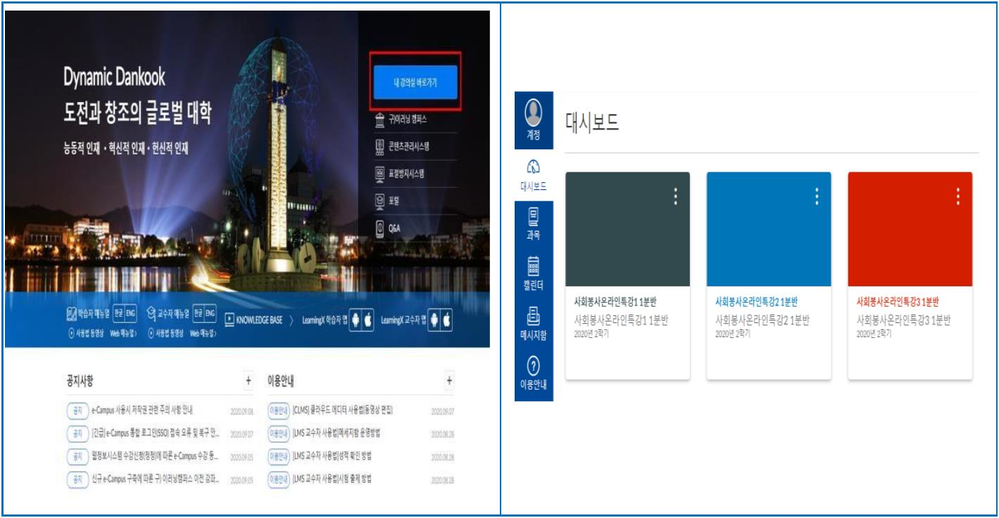 Dynamic Dankook
도전과 창조의 글로벌 대학
능동적 인재 · 혁신적 인재 · 헌신적 인재
내 강의실 바로가기
구)이러닝 캠퍼스
콘텐츠관리시스템
표절방지시스템
포털
Q&A
학습자 매뉴얼 한글 ENG
교수자 매뉴얼 한글 ENG
KNOWLEDGE BASE
LearningX 학습자 앱
LearningX 교수자 앱
사용법 동영상 Web 매뉴얼>
사용법 동영상 Web 매뉴얼>
공지사항 +
공지 e-Campus 사용시 저작권 관련 주의 사항 안내 2020.09.08
공지 [긴급] e-Campus 통합 로그인(SSO) 접속 오류 및 복구 안... 2020.09.07
공지 웹정보시스템 수강신청(정정)에 따른 e-Campus 수강 동... 2020.09.05
공지 신규 e-Campus 구축에 따른 구) 이러닝캠퍼스 이전 강좌... 2020.09.05
이용안내 +
이용안내 [CLMS] 클라우드 에디터 사용법(동영상 편집) 2020.09.07
이용안내 [LMS 교수자 사용법]메세지함 운영방법 2020.08.28
이용안내 [LMS 교수자 사용법]성적 확인 방법 2020.08.28
이용안내 [LMS 교수자 사용법]시험 출제 방법 2020.08.28
계정
대시보드
과목
캘린더
메시지함
이용안내
대시보드
사회봉사온라인특강1 1분반
사회봉사온라인특강1 1분반
2020년 2학기
사회봉사온라인특강2 1분반
사회봉사온라인특강2 1분반
2020년 2학기
사회봉사온라인특강3 1분반
사회봉사온라인특강3 1분반
2020년 2학기